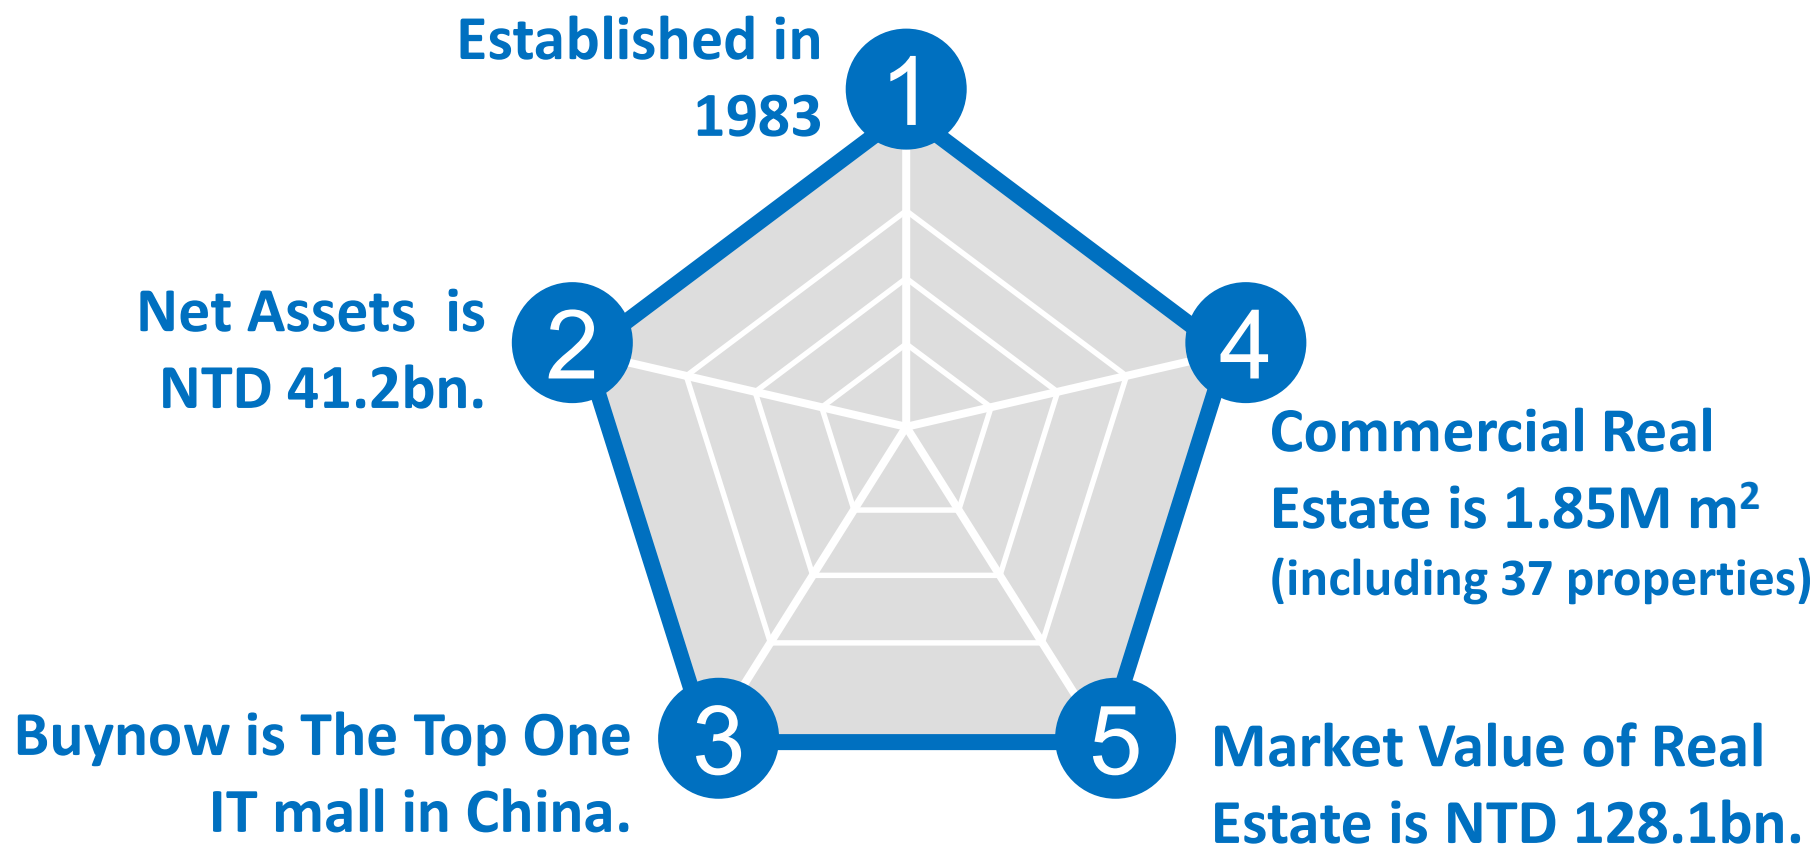 1
Established in
1983
2
Net Assets  is
NTD 41.2bn.
3
Buynow is The Top One
IT mall in China.
4
Commercial Real
Estate is 1.85M m²
(including 37 properties)
5
Market Value of Real
Estate is NTD 128.1bn.